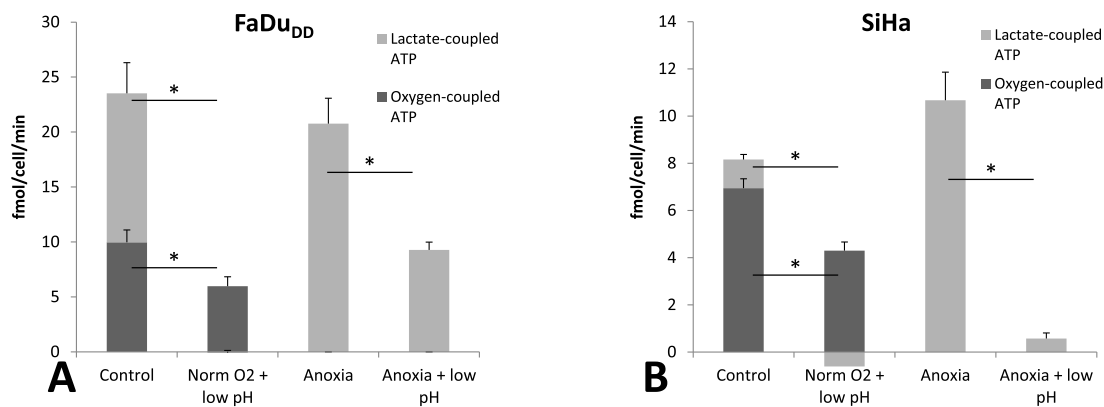 FaDuDD
30
25
20
15
10
5
0
fmol/cell/min
Lactate-coupled
ATP
Oxygen-coupled
ATP
*
*
*
Control
Norm O2 +
low pH
Anoxia
Anoxia + low
pH
A
SiHa
14
12
10
8
6
4
2
0
fmol/cell/min
Lactate-coupled
ATP
Oxygen-coupled
ATP
*
*
*
Control
Norm O2 +
low pH
Anoxia
Anoxia + low
pH
B